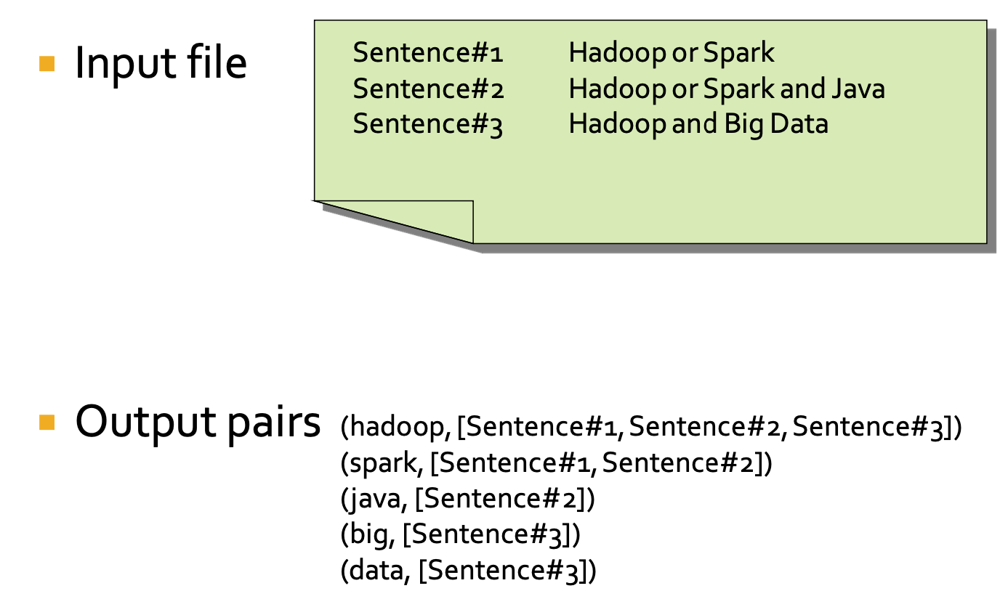 Input file
Sentence#1 Hadoop or Spark
Sentence#2 Hadoop or Spark and Java
Sentence#3 Hadoop and Big Data
Output pairs (hadoop, [Sentence#1, Sentence#2, Sentence#3])
(spark, [Sentence#1, Sentence#2])
(java, [Sentence#2])
(big, [Sentence#3])
(data, [Sentence#3])